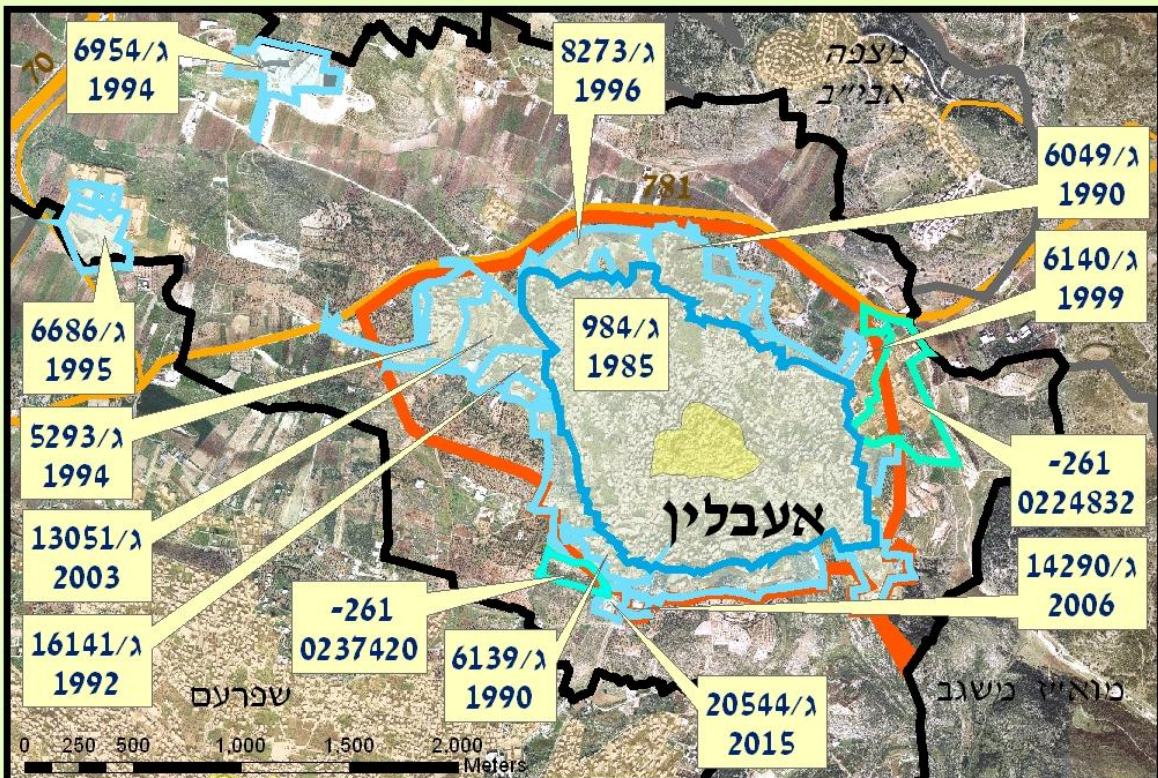 ג/6954
1994
ג/8273
1996
מצפה
אבי״ב
70
ג/6049
1990
781
ג/6140
1999
ג/984
1985
ג/6686
1995
ג/5293
1994
אעבלין
261-
0224832
ג/13051
2003
ג/14290
2006
261-
0237420
ג/16141
1992
ג/6139
1990
שפרעם
מוא״ז משגב
ג/20544
2015
0 250 500 1,000 1,500 2,000
Meters